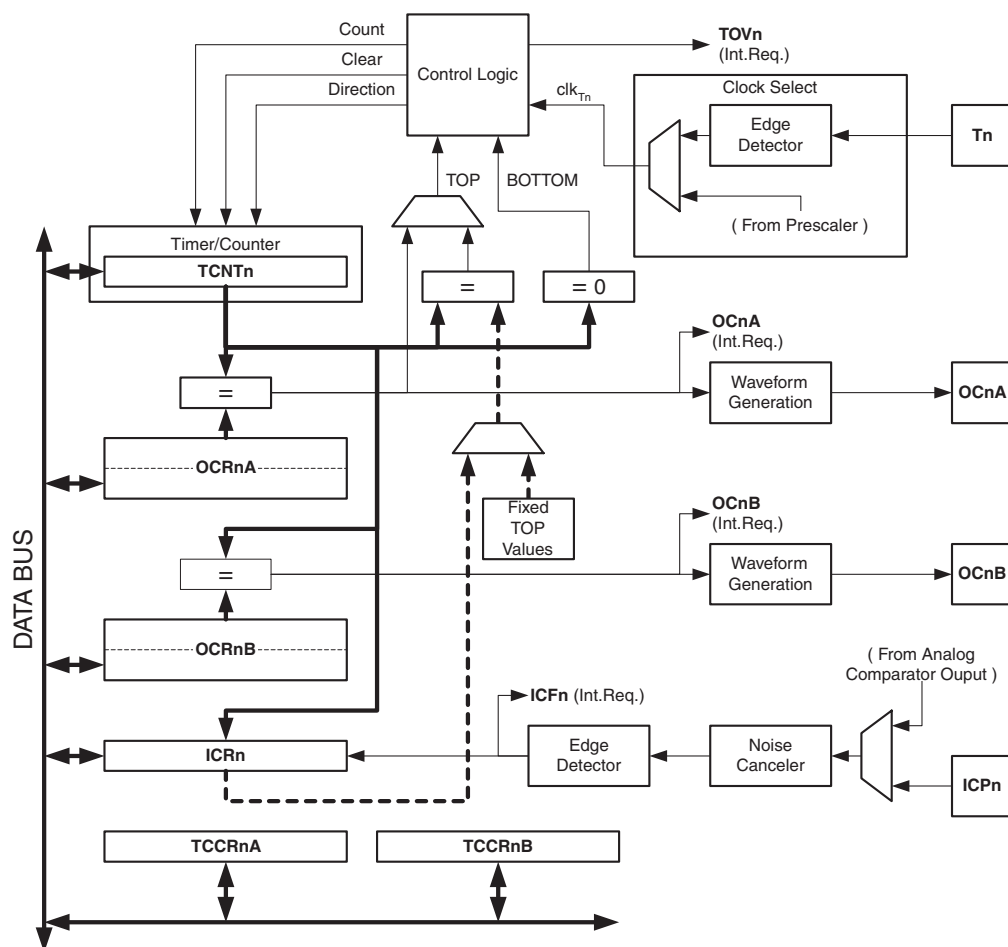 Count
Clear
Direction
Control Logic
TOVn
(Int.Req.)
clkTn
Clock Select
Edge
Detector
Tn
( From Prescaler )
TOP
BOTTOM
Timer/Counter
TCNTn
=
= 0
OCnA
(Int.Req.)
=
Waveform
Generation
OCnA
OCRnA
Fixed
TOP
Values
OCnB
(Int.Req.)
=
Waveform
Generation
OCnB
OCRnB
DATA BUS
( From Analog
Comparator Ouput )
ICFn (Int.Req.)
ICRn
Edge
Detector
Noise
Canceler
ICPn
TCCRnA
TCCRnB